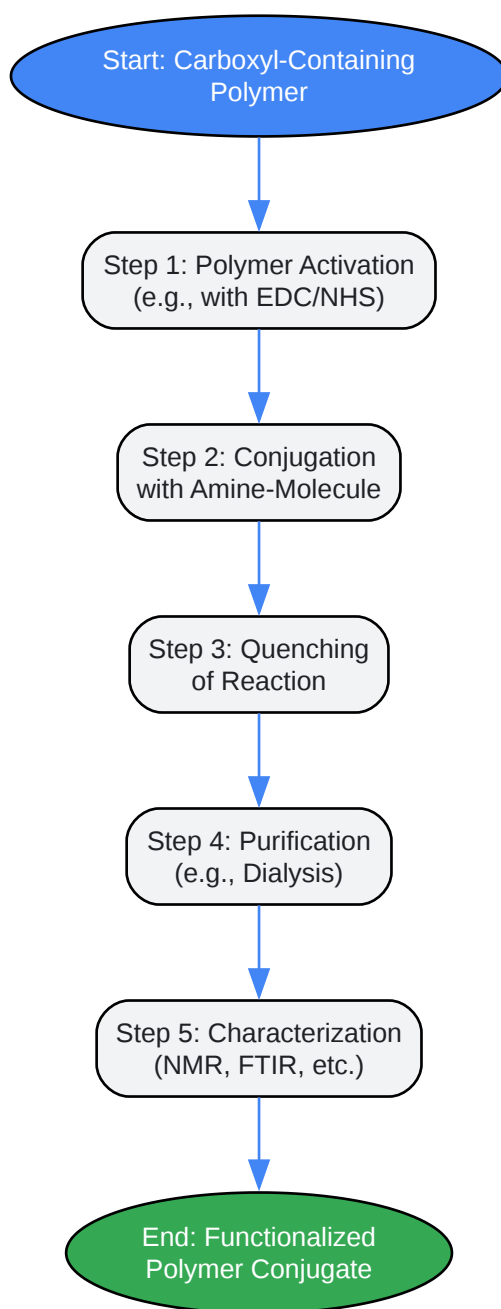 Start: Carboxyl-Containing
Polymer
Step 1: Polymer Activation
(e.g., with EDC/NHS)
Step 2: Conjugation
with Amine-Molecule
Step 3: Quenching
of Reaction
Step 4: Purification
(e.g., Dialysis)
Step 5: Characterization
(NMR, FTIR, etc.)
End: Functionalized
Polymer Conjugate